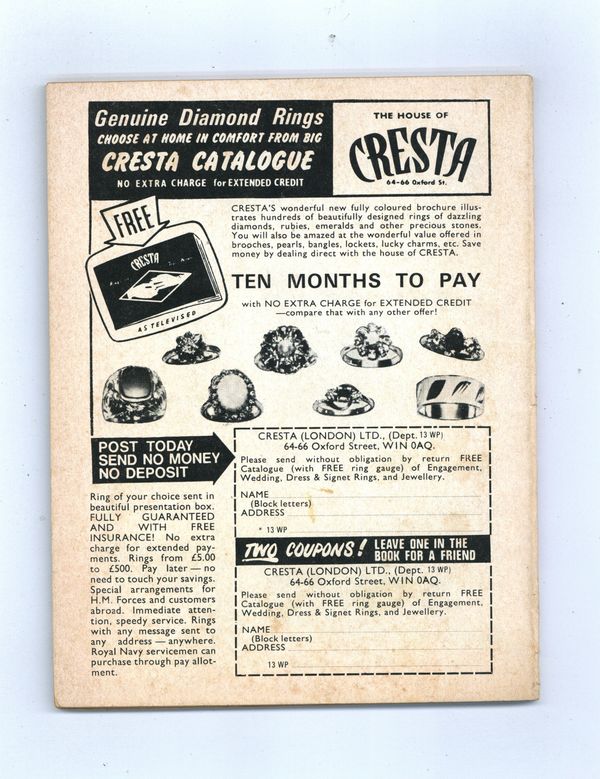 Genuine Diamond Rings
CHOOSE AT HOME IN COMFORT FROM BIG
CRESTA CATALOGUE
NO EXTRA CHARGE for EXTENDED CREDIT
THE HOUSE OF
CRESTA
64-66 Oxford St.
FREE
CRESTA
AS TELEVISED
CRESTA'S wonderful new fully coloured brochure illus-
trates hundreds of beautifully designed rings of dazzling
diamonds, rubies, emeralds and other precious stones.
You will also be amazed at the wonderful value offered in
brooches, pearls, bangles, lockets, lucky charms, etc. Save
money by dealing direct with the house of CRESTA.
TEN MONTHS TO PAY
with NO EXTRA CHARGE for EXTENDED CREDIT
—compare that with any other offer!
POST TODAY
SEND NO MONEY
NO DEPOSIT
Ring of your choice sent in
beautiful presentation box.
FULLY GUARANTEED
AND WITH FREE
INSURANCE! No extra
charge for extended pay-
ments. Rings from £5.00
to £500. Pay later — no
need to touch your savings.
Special arrangements for
H.M. Forces and customers
abroad. Immediate atten-
tion, speedy service. Rings
with any message sent to
any address — anywhere.
Royal Navy servicemen can
purchase through pay allot-
ment.
CRESTA (LONDON) LTD., (Dept. 13 WP)
64-66 Oxford Street, W1N 0AQ.
Please send without obligation by return FREE
Catalogue (with FREE ring gauge) of Engagement,
Wedding, Dress & Signet Rings, and Jewellery.
NAME
(Block letters)
ADDRESS
* 13 WP
TWO COUPONS! LEAVE ONE IN THE
BOOK FOR A FRIEND
CRESTA (LONDON) LTD., (Dept. 13 WP)
64-66 Oxford Street, W1N 0AQ.
Please send without obligation by return FREE
Catalogue (with FREE ring gauge) of Engagement,
Wedding, Dress & Signet Rings, and Jewellery.
NAME
(Block letters)
ADDRESS
13 WP